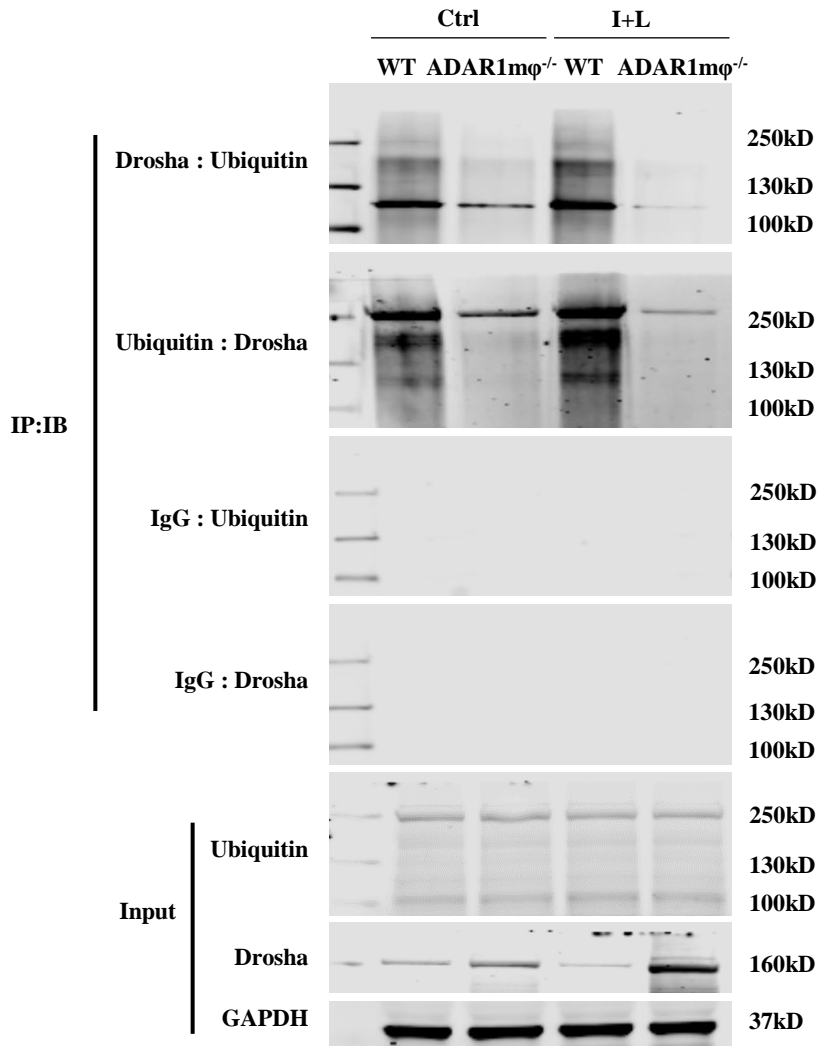 Ctrl I+L
WT ADAR1mφ-/- WT ADAR1mφ-/-
IP:IB
Drosha : Ubiquitin
250kD
130kD
100kD
Ubiquitin : Drosha
250kD
130kD
100kD
IgG : Ubiquitin
250kD
130kD
100kD
IgG : Drosha
250kD
130kD
100kD
Input
Ubiquitin
250kD
130kD
100kD
Drosha 160kD
GAPDH 37kD